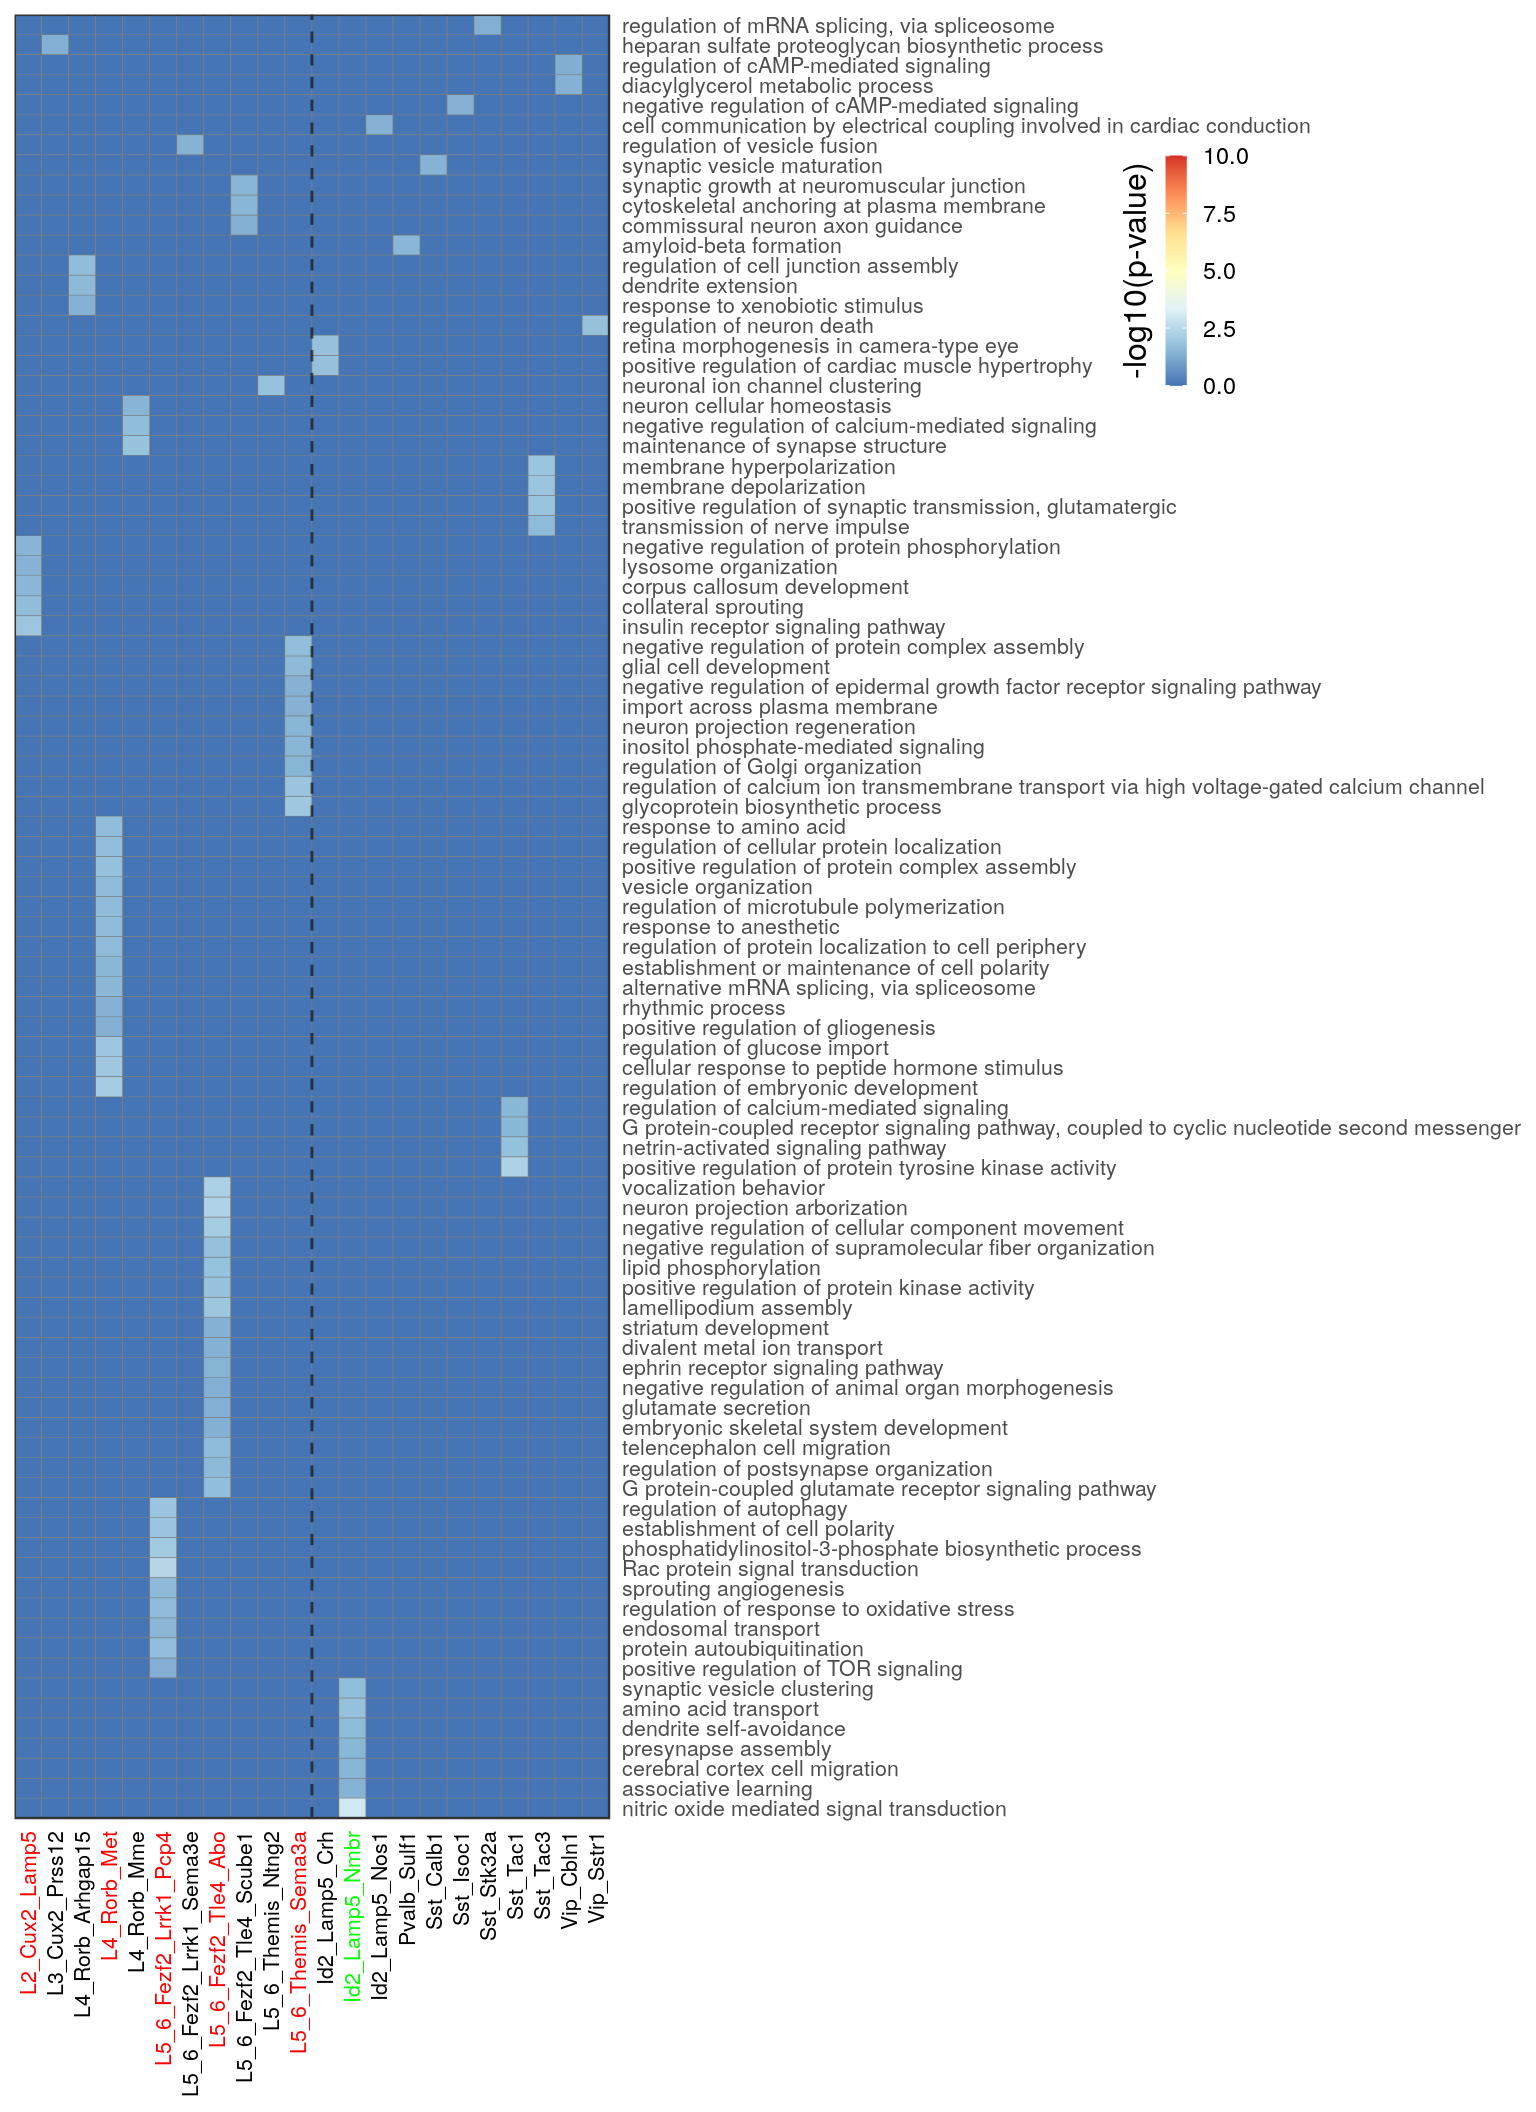 regulation of mRNA splicing, via spliceosome
heparan sulfate proteoglycan biosynthetic process
regulation of cAMP-mediated signaling
diacylglycerol metabolic process
negative regulation of cAMP-mediated signaling
cell communication by electrical coupling involved in cardiac conduction
regulation of vesicle fusion
synaptic vesicle maturation
synaptic growth at neuromuscular junction
cytoskeletal anchoring at plasma membrane
commissural neuron axon guidance
amyloid-beta formation
regulation of cell junction assembly
dendrite extension
response to xenobiotic stimulus
regulation of neuron death
retina morphogenesis in camera-type eye
positive regulation of cardiac muscle hypertrophy
neuronal ion channel clustering
neuron cellular homeostasis
negative regulation of calcium-mediated signaling
maintenance of synapse structure
membrane hyperpolarization
membrane depolarization
positive regulation of synaptic transmission, glutamatergic
transmission of nerve impulse
negative regulation of protein phosphorylation
lysosome organization
corpus callosum development
collateral sprouting
insulin receptor signaling pathway
negative regulation of protein complex assembly
glial cell development
negative regulation of epidermal growth factor receptor signaling pathway
import across plasma membrane
neuron projection regeneration
inositol phosphate-mediated signaling
regulation of Golgi organization
regulation of calcium ion transmembrane transport via high voltage-gated calcium channel
glycoprotein biosynthetic process
response to amino acid
regulation of cellular protein localization
positive regulation of protein complex assembly
vesicle organization
regulation of microtubule polymerization
response to anesthetic
regulation of protein localization to cell periphery
establishment or maintenance of cell polarity
alternative mRNA splicing, via spliceosome
rhythmic process
positive regulation of gliogenesis
regulation of glucose import
cellular response to peptide hormone stimulus
regulation of embryonic development
regulation of calcium-mediated signaling
G protein-coupled receptor signaling pathway, coupled to cyclic nucleotide second messenger
netrin-activated signaling pathway
positive regulation of protein tyrosine kinase activity
vocalization behavior
neuron projection arborization
negative regulation of cellular component movement
negative regulation of supramolecular fiber organization
lipid phosphorylation
positive regulation of protein kinase activity
lamellipodium assembly
striatum development
divalent metal ion transport
ephrin receptor signaling pathway
negative regulation of animal organ morphogenesis
glutamate secretion
embryonic skeletal system development
telencephalon cell migration
regulation of postsynapse organization
G protein-coupled glutamate receptor signaling pathway
regulation of autophagy
establishment of cell polarity
phosphatidylinositol-3-phosphate biosynthetic process
Rac protein signal transduction
sprouting angiogenesis
regulation of response to oxidative stress
endosomal transport
protein autoubiquitination
positive regulation of TOR signaling
synaptic vesicle clustering
amino acid transport
dendrite self-avoidance
presynapse assembly
cerebral cortex cell migration
associative learning
nitric oxide mediated signal transduction
-log10(p-value)
10.0
7.5
5.0
2.5
0.0
L2_Cux2_Lamp5
L3_Cux2_Prss12
L4_Rorb_Arhgap15
L4_Rorb_Met
L4_Rorb_Mme
L5_6_Fezf2_Lrrk1_Pcp4
L5_6_Fezf2_Lrrk1_Sema3e
L5_6_Fezf2_Tle4_Abo
L5_6_Fezf2_Tle4_Scube1
L5_6_Themis_Ntng2
L5_6_Themis_Sema3a
Id2_Lamp5_Crh
Id2_Lamp5_Nmbr
Id2_Lamp5_Nos1
Pvalb_Sulf1
Sst_Calb1
Sst_Isoc1
Sst_Stk32a
Sst_Tac1
Sst_Tac3
Vip_Cbln1
Vip_Sstr1